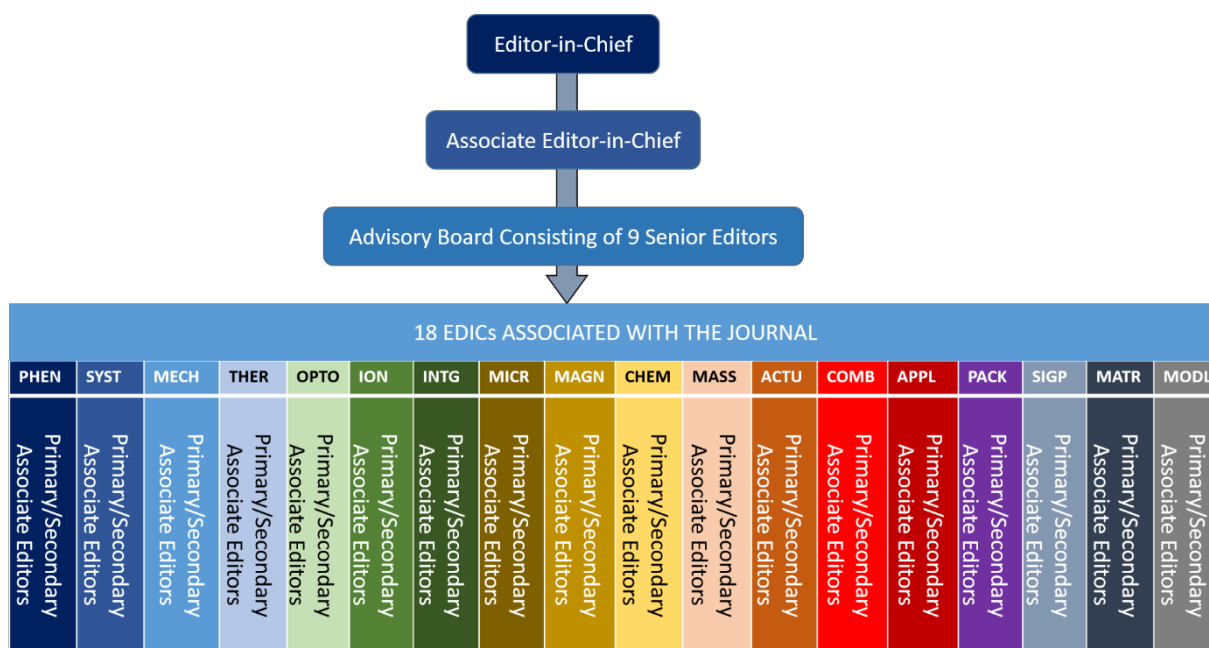 Editor-in-Chief
Associate Editor-in-Chief
Advisory Board Consisting of 9 Senior Editors
18 EDICs ASSOCIATED WITH THE JOURNAL
PHEN SYST MECH THER OPTO ION INTG MICR MAGN CHEM MASS ACTU COMB APPL PACK SIGP MATR MODL
Primary/Secondary
Associate Editors
Primary/Secondary
Associate Editors
Primary/Secondary
Associate Editors
Primary/Secondary
Associate Editors
Primary/Secondary
Associate Editors
Primary/Secondary
Associate Editors
Primary/Secondary
Associate Editors
Primary/Secondary
Associate Editors
Primary/Secondary
Associate Editors
Primary/Secondary
Associate Editors
Primary/Secondary
Associate Editors
Primary/Secondary
Associate Editors
Primary/Secondary
Associate Editors
Primary/Secondary
Associate Editors
Primary/Secondary
Associate Editors
Primary/Secondary
Associate Editors
Primary/Secondary
Associate Editors
Primary/Secondary
Associate Editors